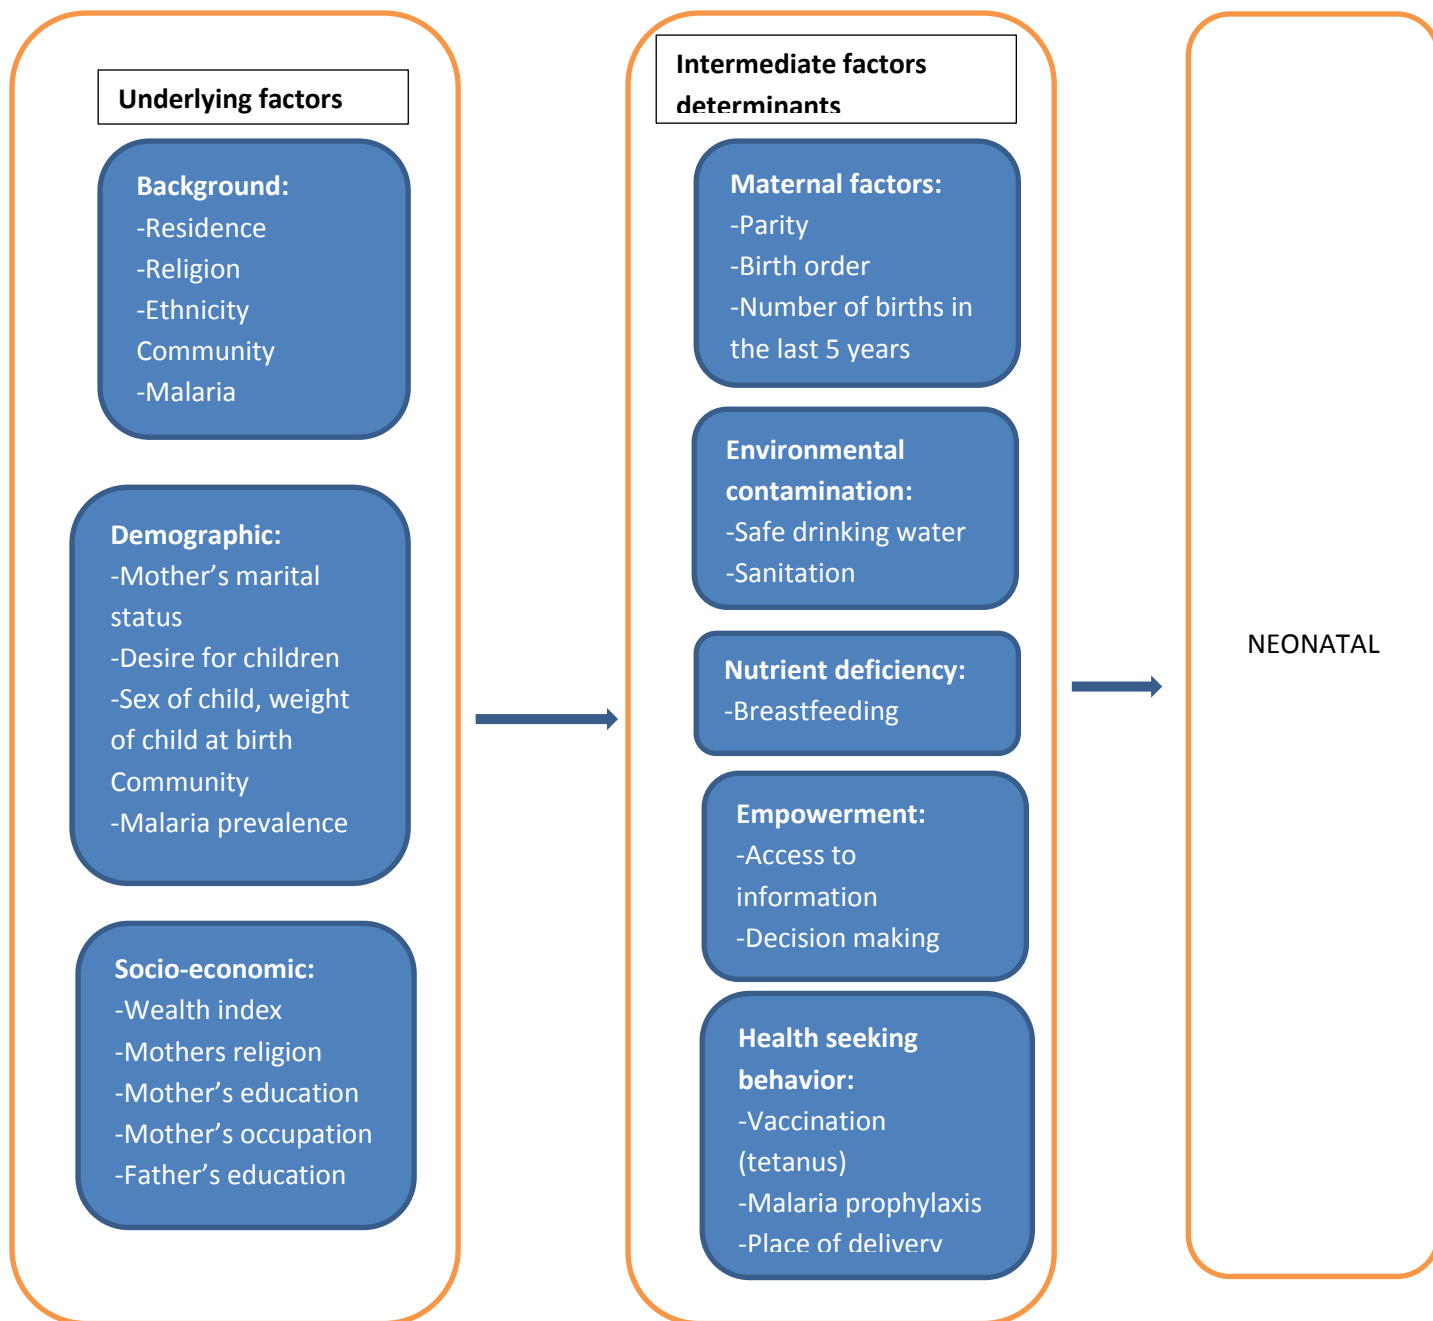 Underlying factors
Background:
-Residence
-Religion
-Ethnicity
Community
-Malaria
Demographic:
-Mother’s marital
status
-Desire for children
-Sex of child, weight
of child at birth
Community
-Malaria prevalence
Socio-economic:
-Wealth index
-Mothers religion
-Mother’s education
-Mother’s occupation
-Father’s education
Intermediate factors
determinants
Maternal factors:
-Parity
-Birth order
-Number of births in
the last 5 years
Environmental
contamination:
-Safe drinking water
-Sanitation
Nutrient deficiency:
-Breastfeeding
Empowerment:
-Access to
information
-Decision making
Health seeking
behavior:
-Vaccination
(tetanus)
-Malaria prophylaxis
-Place of delivery
NEONATAL